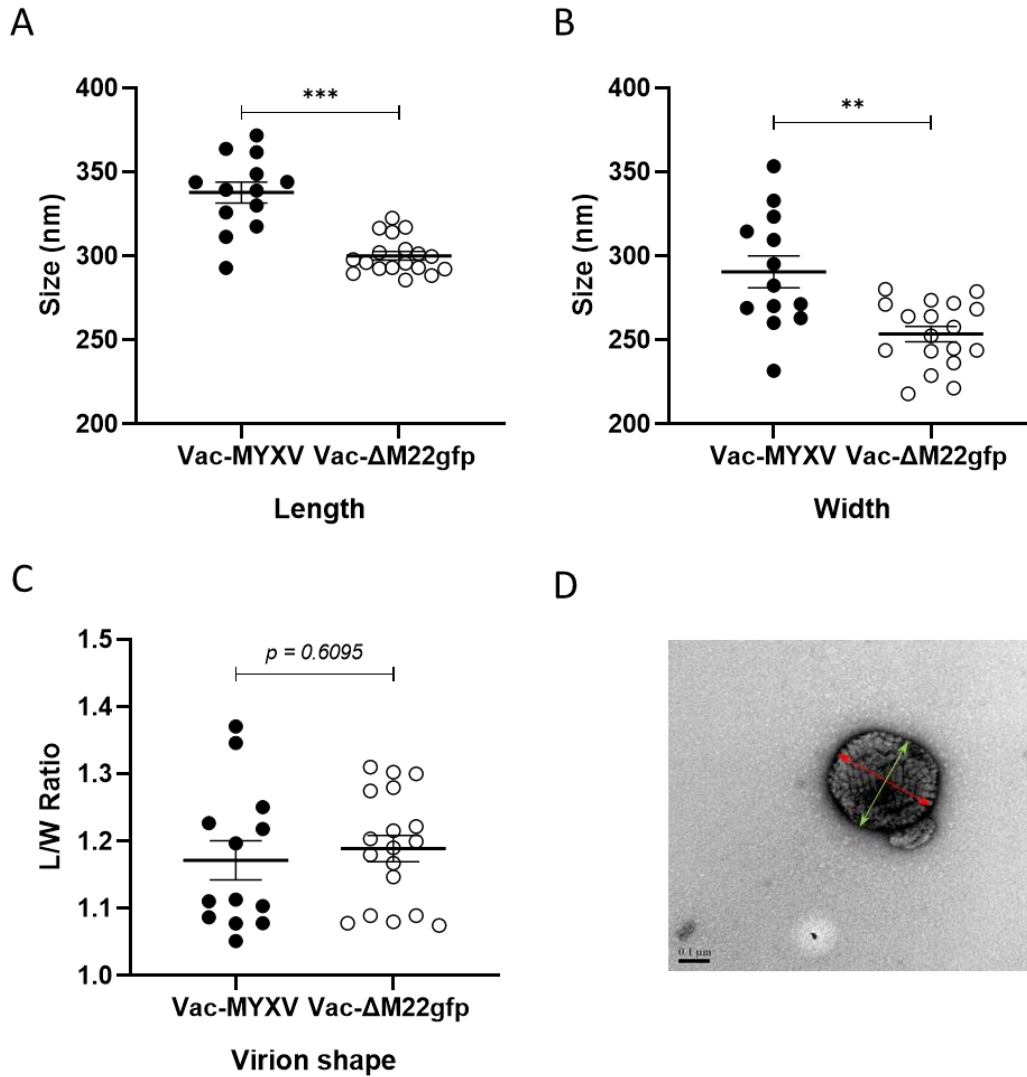 A
400
350
300
250
200
Size (nm)
***
Vac-MYXV Vac-ΔM22gfp
Length
B
400
350
300
250
200
Size (nm)
**
Vac-MYXV Vac-ΔM22gfp
Width
C
1.5
1.4
1.3
1.2
1.1
1.0
L/W Ratio
p = 0.6095
Vac-MYXV Vac-ΔM22gfp
Virion shape
D
0.1 µm